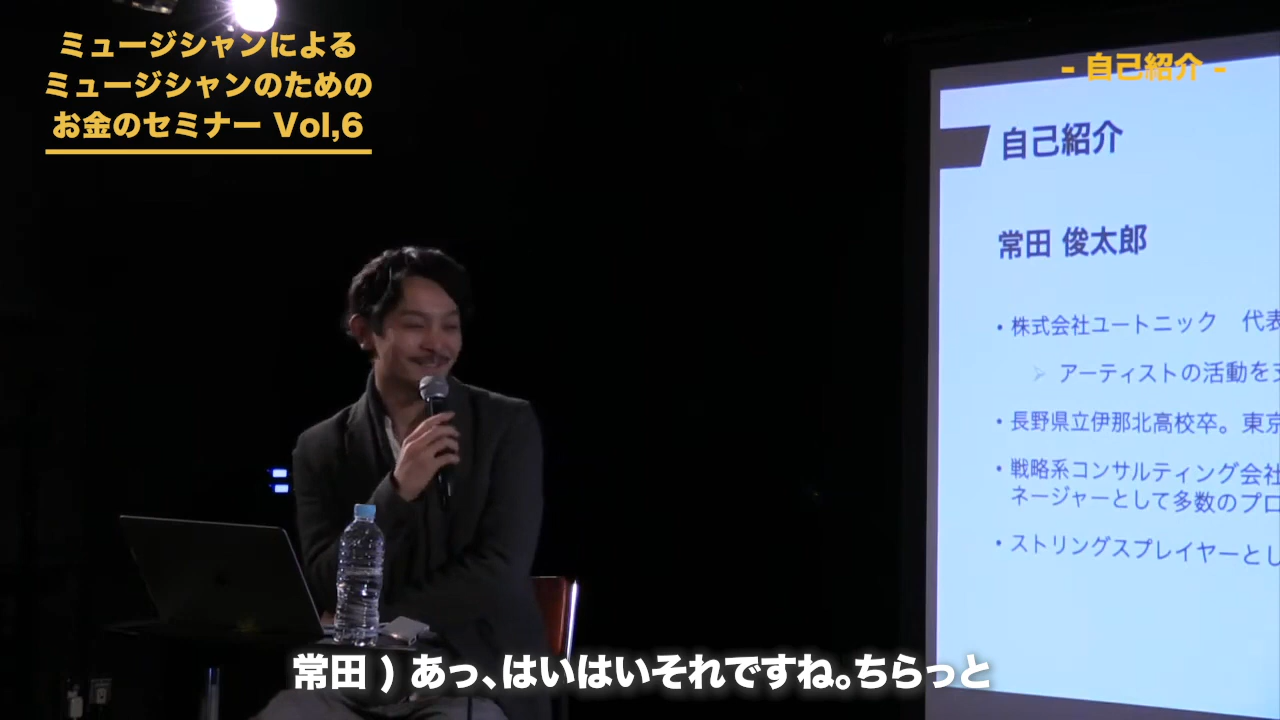 ミュージシャンによる
ミュージシャンのための
お金のセミナー Vol,6
- 自己紹介 -
自己紹介
常田 俊太郎
・株式会社ユートニック 代表
➢ アーティストの活動を支
・長野県立伊那北高校卒。東京
・戦略系コンサルティング会社
ネージャーとして多数のプロ
・ストリングスプレイヤーとし
常田 ) あっ、はいはいそれですね。ちらっと